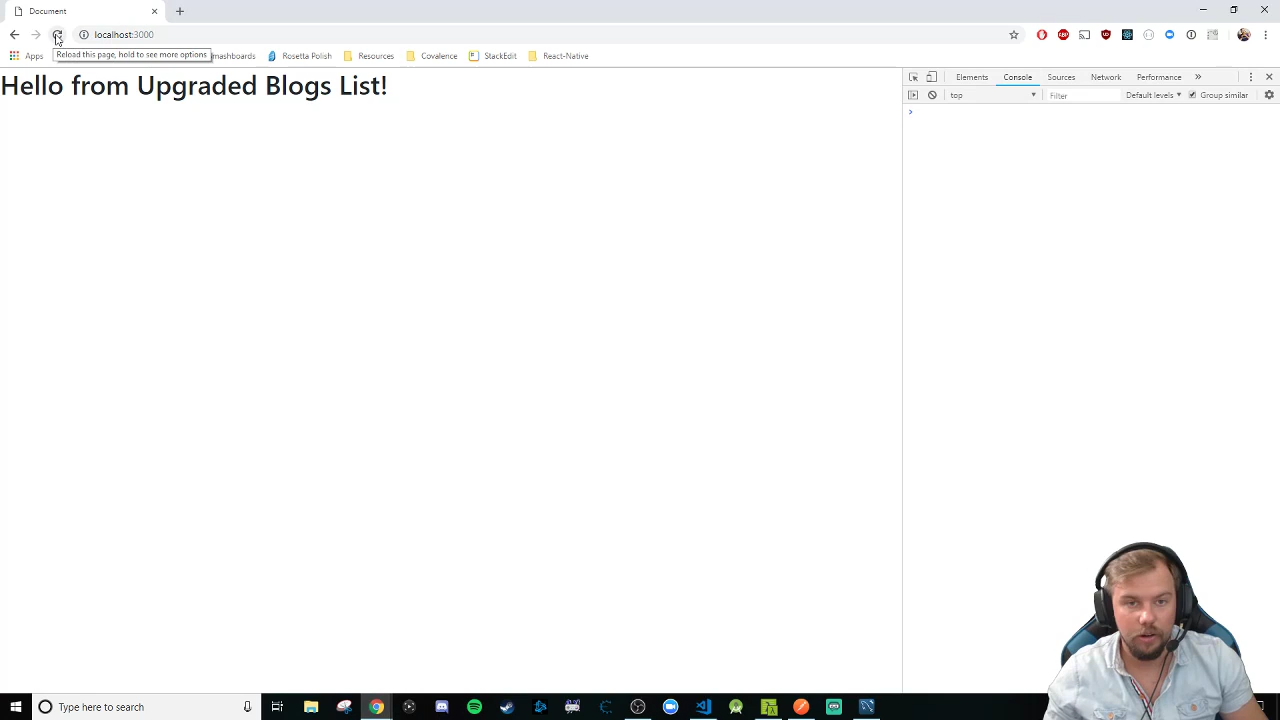 Document
localhost:3000
Reload this page, hold to see more options
Apps
mashboards
Rosetta Polish
Resources
Covalence
StackEdit
React-Native
Hello from Upgraded Blogs List!
Elements
Console
Sources
Network
Performance
»
top
Filter
Default levels
Group similar
Type here to search